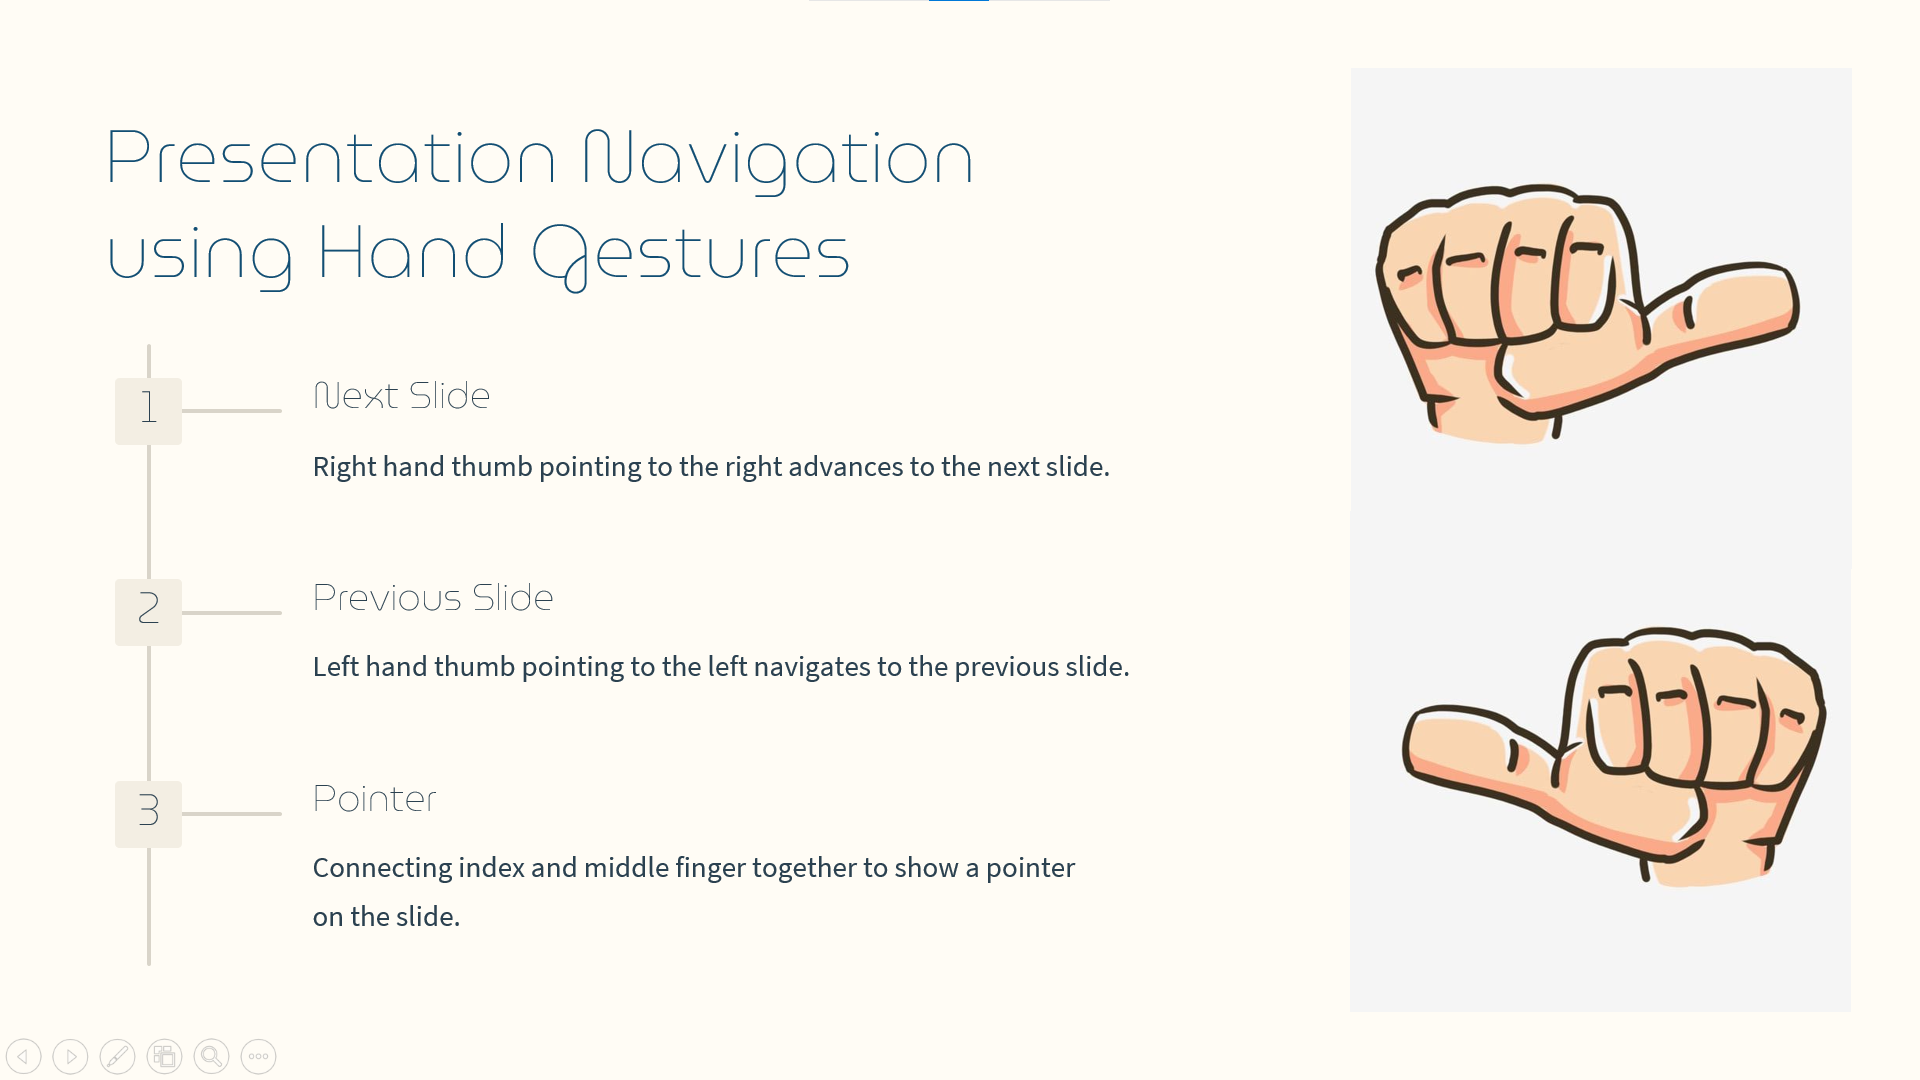 Presentation Navigation
using Hand Gestures
1
Next Slide
Right hand thumb pointing to the right advances to the next slide.
2
Previous Slide
Left hand thumb pointing to the left navigates to the previous slide.
3
Pointer
Connecting index and middle finger together to show a pointer
on the slide.